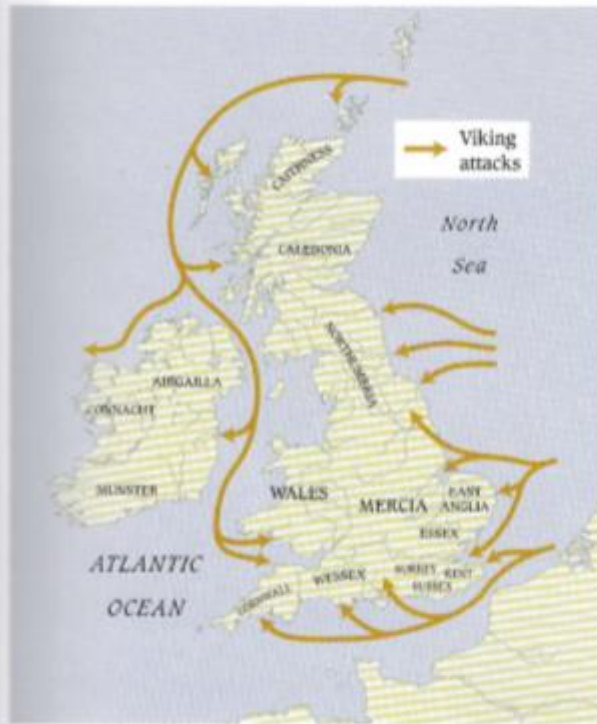 Viking
attacks
North
Sea
CAITHNESS
CALEDONIA
NORTHUMBRIA
AHGAILLA
CONNACHT
MUNSTER
WALES
MERCIA
EAST
ANGLIA
ESSEX
ATLANTIC
OCEAN
CORNWALL
WESSEX
SURREY
KENT
SUSSEX